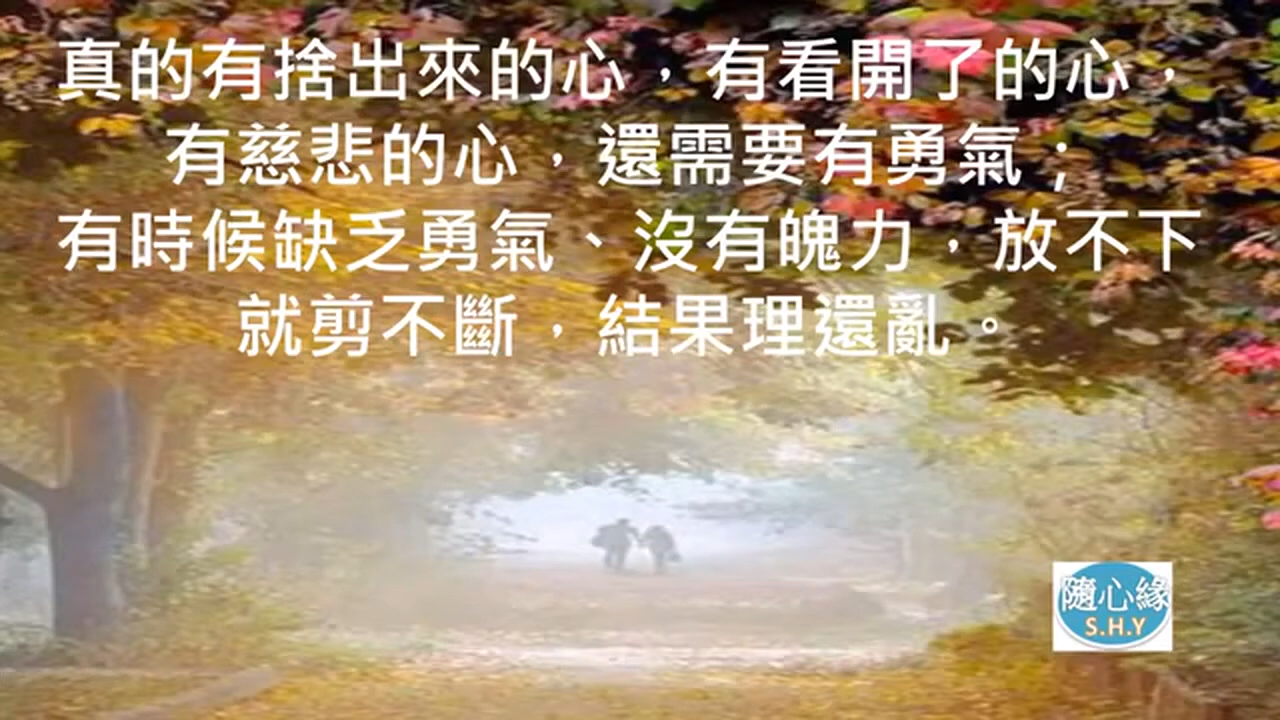 真的有捨出來的心，有看開了的心，
有慈悲的心，還需要有勇氣；
有時候缺乏勇氣、沒有魄力，放不下
就剪不斷，結果理還亂。
隨心緣
S.H.Y